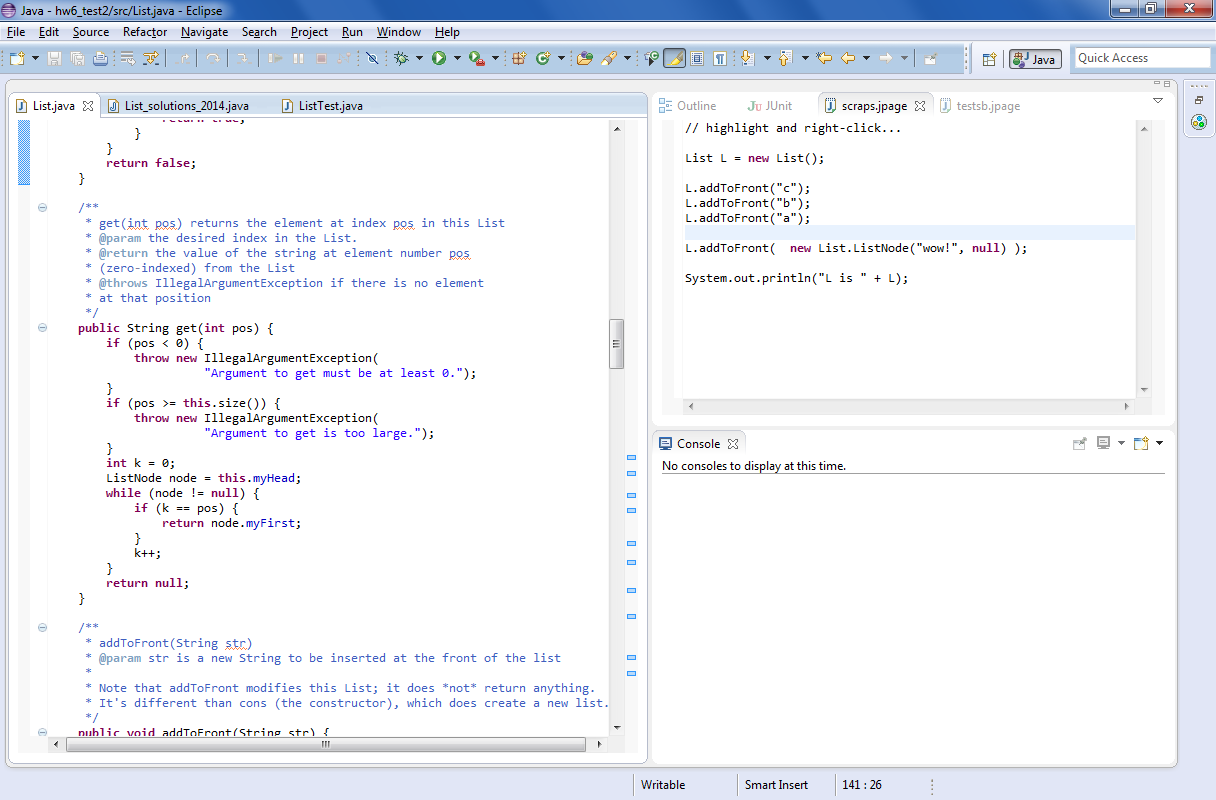 Java - hw6_test2/src/List.java - Eclipse
File Edit Source Refactor Navigate Search Project Run Window Help
Java
Quick Access
List.java List_solutions_2014.java ListTest.java
return true;
}
}
return false;
}
/**
* get(int pos) returns the element at index pos in this List
* @param the desired index in the List.
* @return the value of the string at element number pos
* (zero-indexed) from the List
* @throws IllegalArgumentException if there is no element
* at that position
*/
public String get(int pos) {
if (pos < 0) {
throw new IllegalArgumentException(
"Argument to get must be at least 0.");
}
if (pos >= this.size()) {
throw new IllegalArgumentException(
"Argument to get is too large.");
}
int k = 0;
ListNode node = this.myHead;
while (node != null) {
if (k == pos) {
return node.myFirst;
}
k++;
}
return null;
}
/**
* addToFront(String str)
* @param str is a new String to be inserted at the front of the list
*
* Note that addToFront modifies this List; it does *not* return anything.
* It's different than cons (the constructor), which does create a new list.
*/
public void addToFront(String str) {
Outline Ju JUnit scraps.jpage testsb.jpage
// highlight and right-click...
List L = new List();
L.addToFront("c");
L.addToFront("b");
L.addToFront("a");
L.addToFront(  new List.ListNode("wow!", null) );
System.out.println("L is " + L);
Console
No consoles to display at this time.
Writable Smart Insert 141 : 26